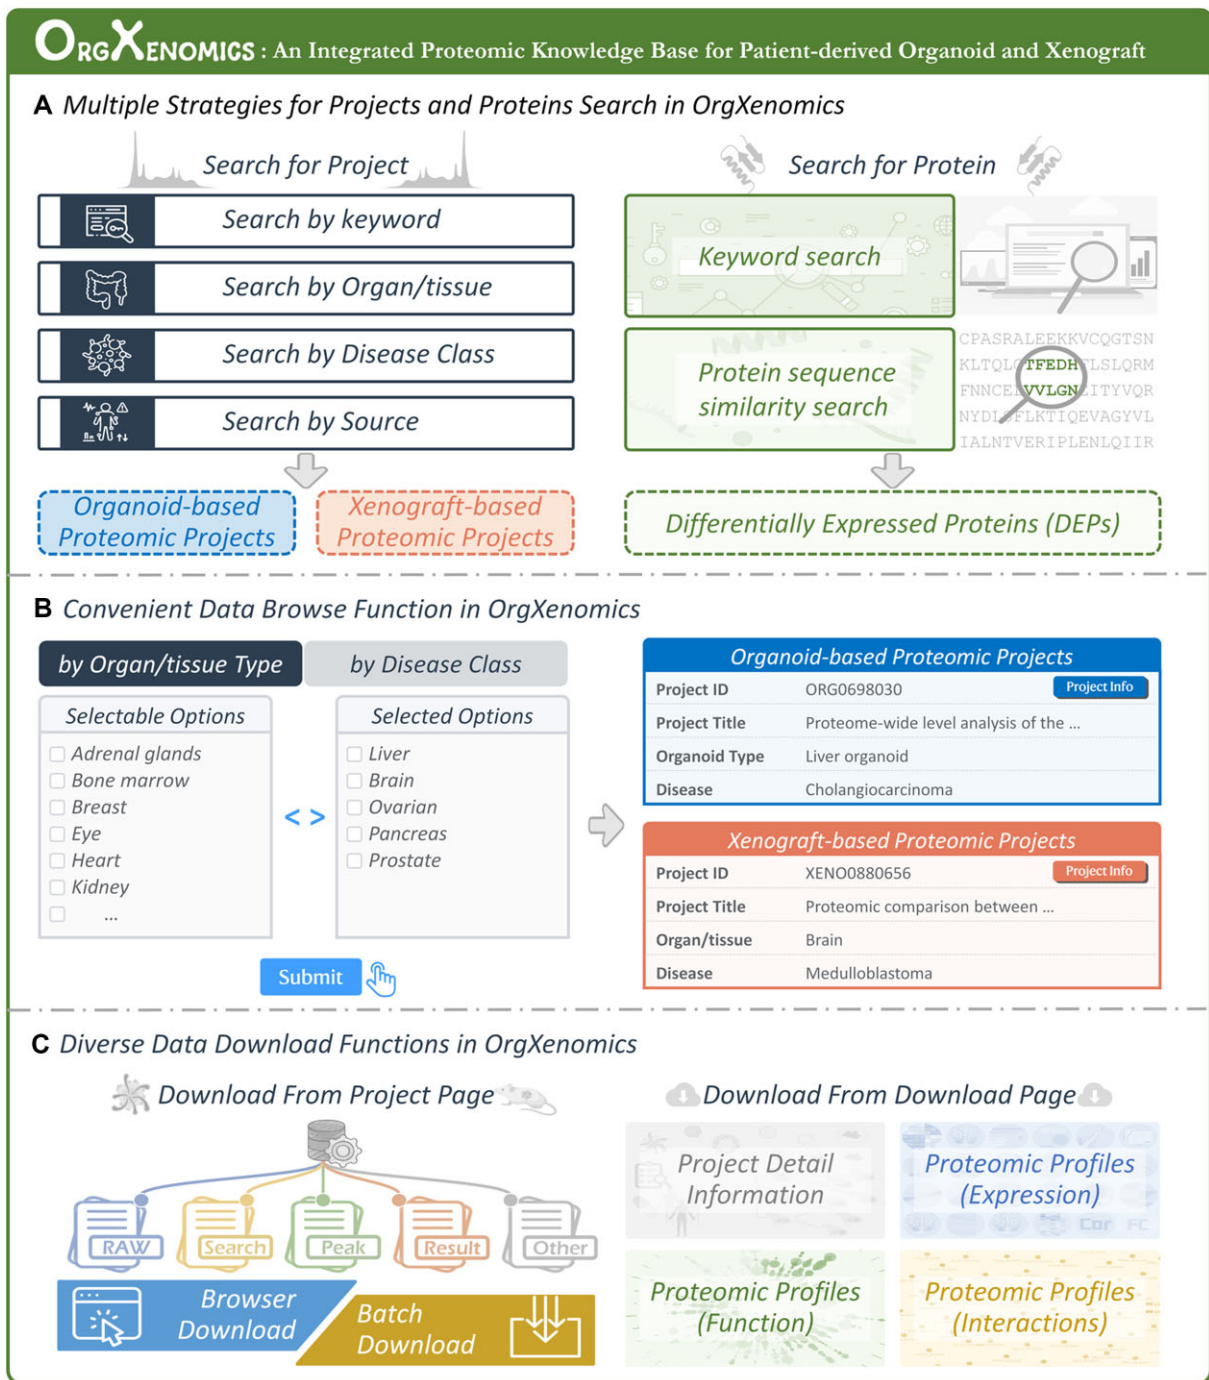 ORGXENOMICS : An Integrated Proteomic Knowledge Base for Patient-derived Organoid and Xenograft
A Multiple Strategies for Projects and Proteins Search in OrgXenomics
Search for Project
Search by keyword
Search by Organ/tissue
Search by Disease Class
Search by Source
Organoid-based
Proteomic Projects
Xenograft-based
Proteomic Projects
Search for Protein
Keyword search
Protein sequence
similarity search
CPASRALEEKKVCQGTSN
KLTQLGTFEDHFLSLQRM
FNNCEVVLGNLITYVQR
NYDLSFLKTIQEVAGYVL
IALNTVERIPLENLQIIR
Differentially Expressed Proteins (DEPs)
B Convenient Data Browse Function in OrgXenomics
by Organ/tissue Type
by Disease Class
Selectable Options
Adrenal glands
Bone marrow
Breast
Eye
Heart
Kidney
...
< >
Selected Options
Liver
Brain
Ovarian
Pancreas
Prostate
Submit
Organoid-based Proteomic Projects
Project ID ORG0698030 Project Info
Project Title Proteome-wide level analysis of the ...
Organoid Type Liver organoid
Disease Cholangiocarcinoma
Xenograft-based Proteomic Projects
Project ID XENO0880656 Project Info
Project Title Proteomic comparison between ...
Organ/tissue Brain
Disease Medulloblastoma
C Diverse Data Download Functions in OrgXenomics
Download From Project Page
RAW
Search
Peak
Result
Other
Browser
Download
Batch
Download
Download From Download Page
Project Detail
Information
Proteomic Profiles
(Expression)
Cor FC
Proteomic Profiles
(Function)
Proteomic Profiles
(Interactions)